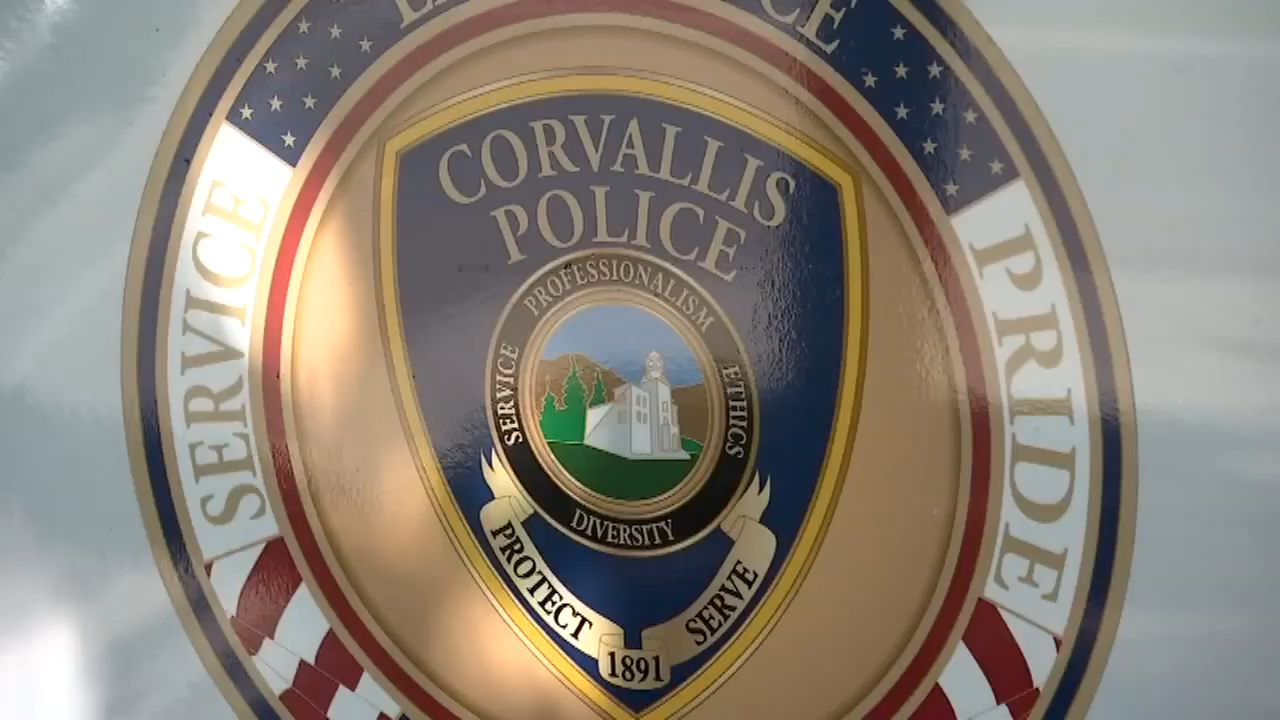 SERVICE
PRIDE
CORVALLIS
POLICE
PROFESSIONALISM
SERVICE
ETHICS
DIVERSITY
PROTECT
SERVE
1891